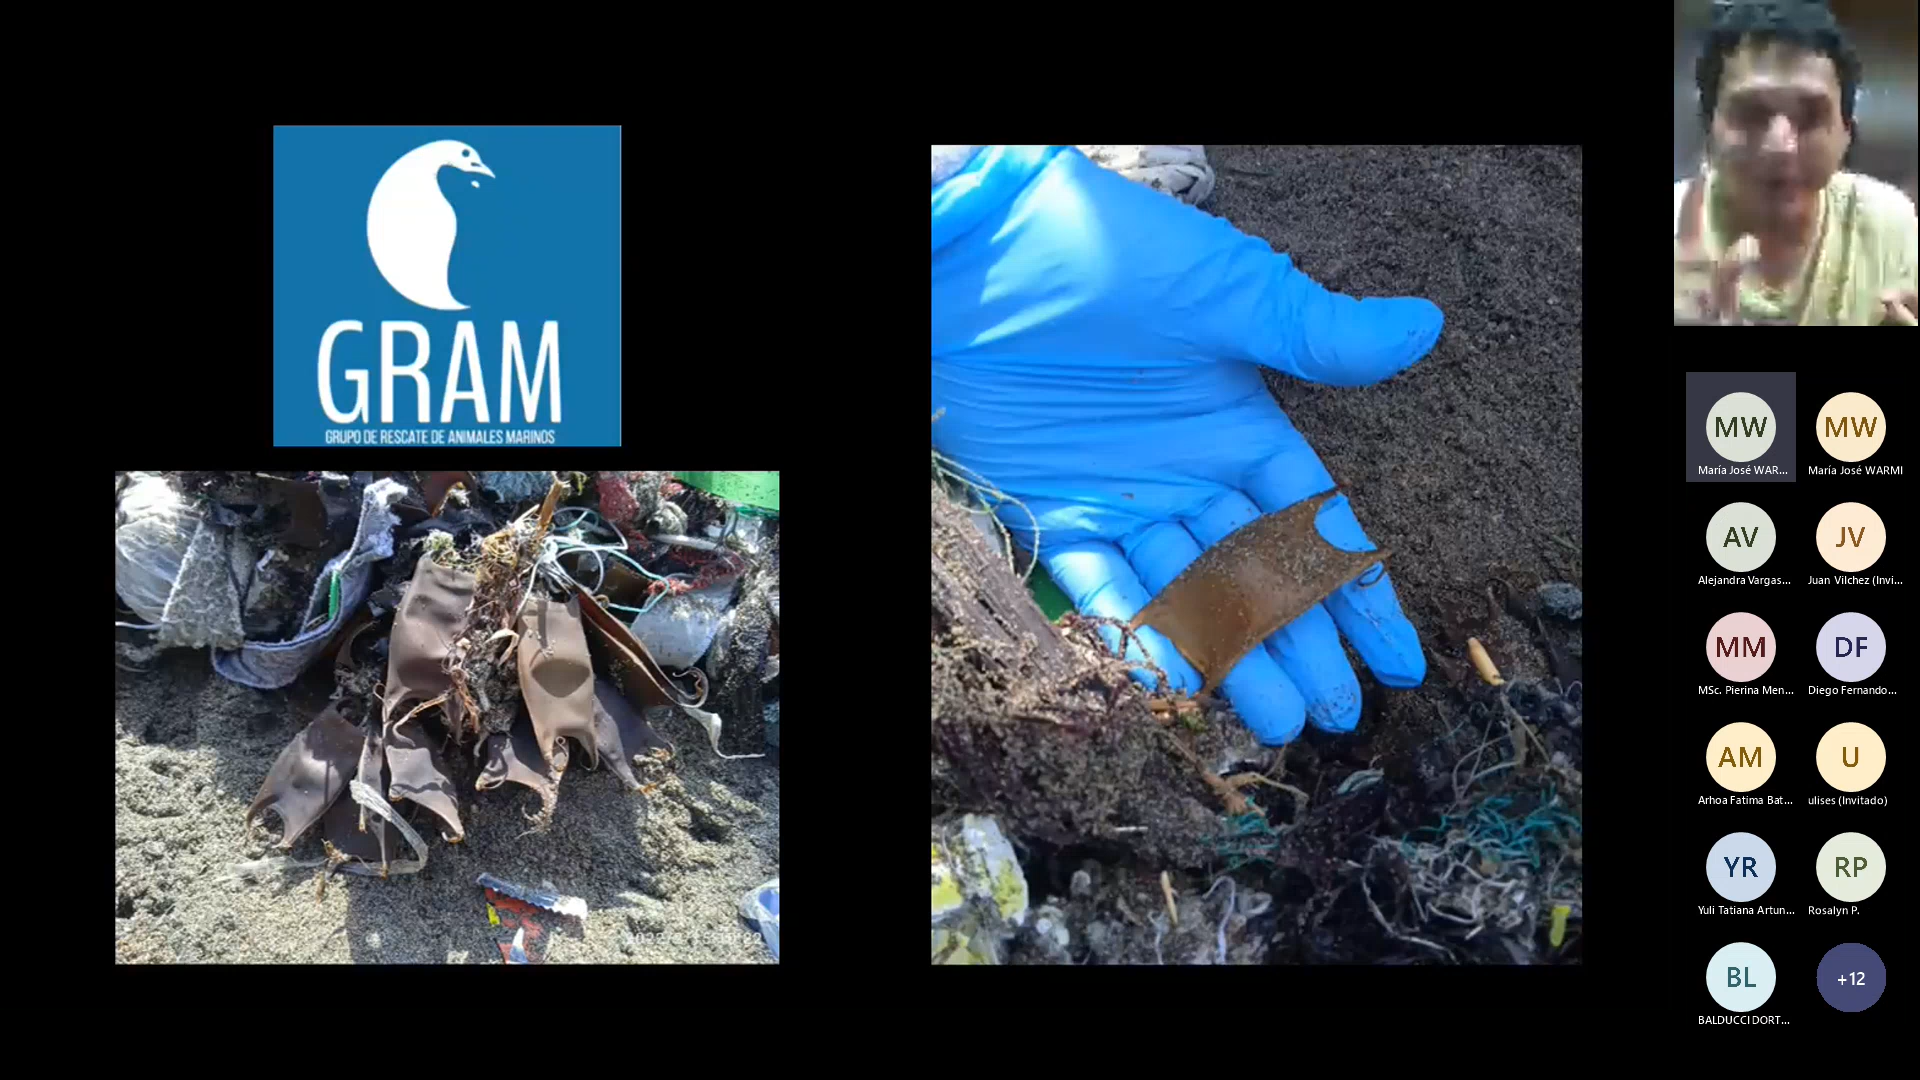 GRAM
GRUPO DE RESCATE DE ANIMALES MARINOS
MW
María José WAR...
MW
María José WARMI
AV
Alejandra Vargas...
JV
Juan Vilchez (Invi...
MM
MSc. Pierina Men...
DF
Diego Fernando...
AM
Arhoa Fatima Bat...
U
ulises (Invitado)
YR
Yuli Tatiana Artun...
RP
Rosalyn P.
BL
BALDUCCI DORT...
+12